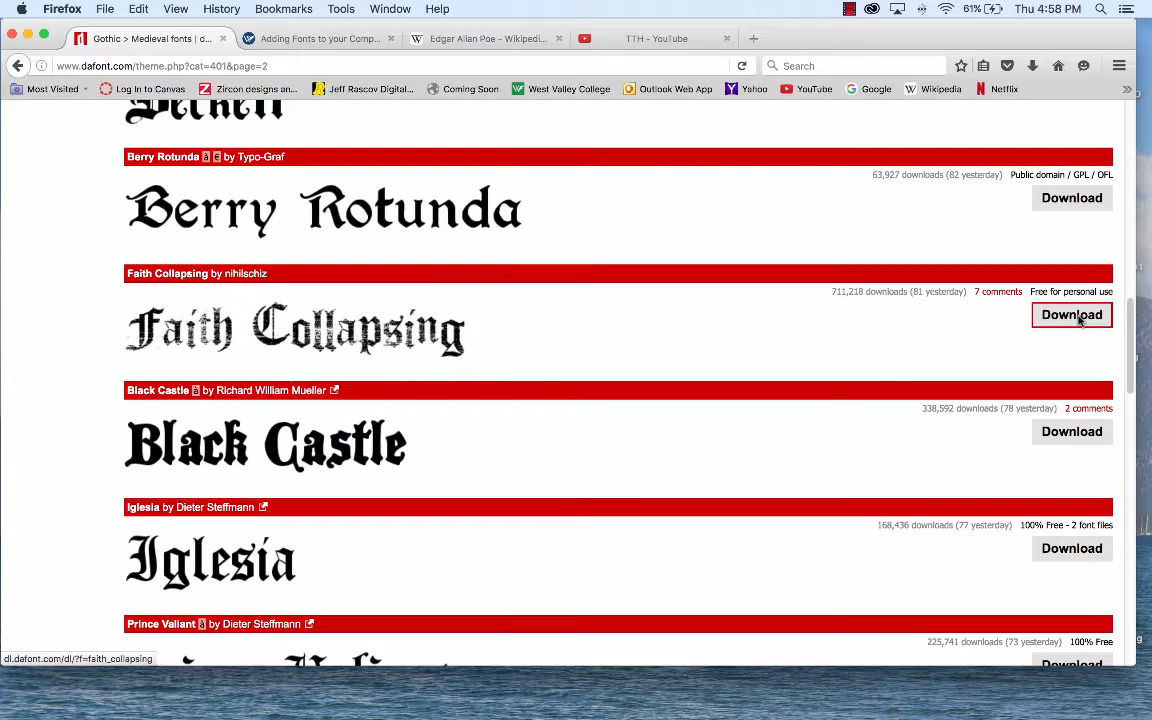 Firefox File Edit View History Bookmarks Tools Window Help 61% Thu 4:58 PM
Gothic > Medieval fonts | d... × Adding Fonts to your Comp... × Edgar Allan Poe - Wikipedi... × TTH - YouTube × +
www.dafont.com/theme.php?cat=401&page=2 Search
Most Visited Log In to Canvas Zircon designs an... Jeff Rascov Digital... Coming Soon West Valley College Outlook Web App Yahoo YouTube Google Wikipedia Netflix »
Beckett
Berry Rotunda à € by Typo-Graf
63,927 downloads (82 yesterday) Public domain / GPL / OFL
Berry Rotunda
Download
Faith Collapsing by nihilschiz
711,218 downloads (81 yesterday) 7 comments Free for personal use
Faith Collapsing
Download
Black Castle à by Richard William Mueller
338,592 downloads (78 yesterday) 2 comments
Black Castle
Download
Iglesia by Dieter Steffmann
168,436 downloads (77 yesterday) 100% Free - 2 font files
Iglesia
Download
Prince Valiant à by Dieter Steffmann
225,741 downloads (73 yesterday) 100% Free
Download
dl.dafont.com/dl/?f=faith_collapsing